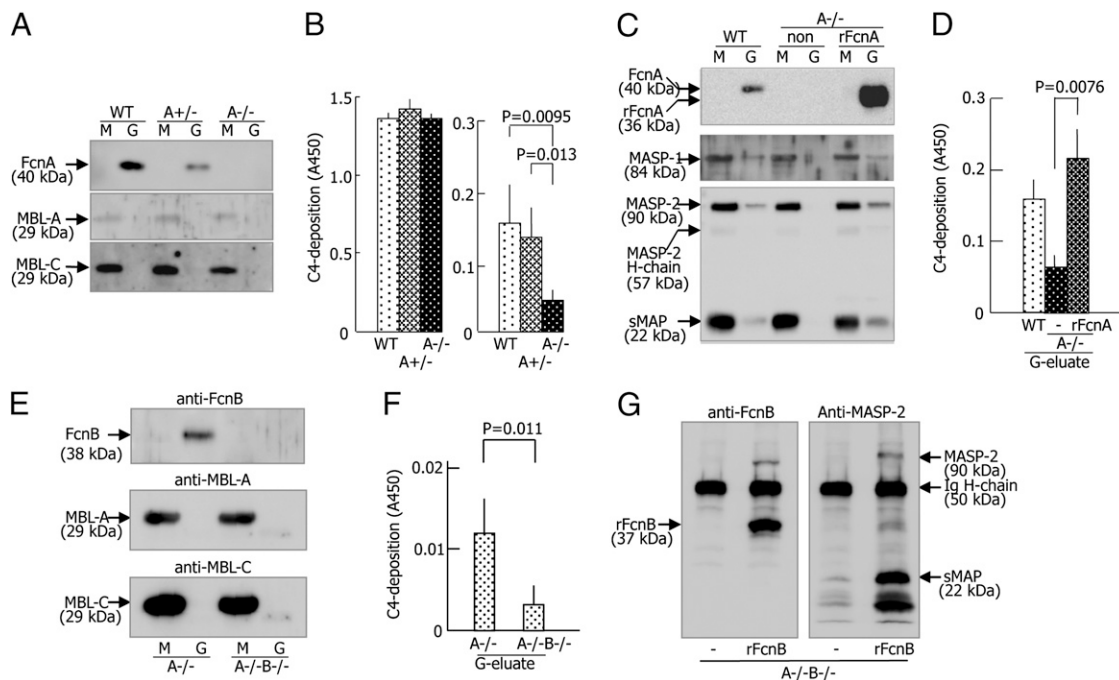 A
WT A+/- A-/-
M G M G M G
FcnA
(40 kDa)
MBL-A
(29 kDa)
MBL-C
(29 kDa)
B
C4-deposition (A450)
1.5
1.0
0.5
0
WT A-/-
A+/-
0.3
0.2
0.1
0
P=0.0095
P=0.013
WT A-/-
A+/-
C
A-/-
WT non rFcnA
M G M G M G
FcnA
(40 kDa)
rFcnA
(36 kDa)
MASP-1
(84 kDa)
MASP-2
(90 kDa)
MASP-2
H-chain
(57 kDa)
sMAP
(22 kDa)
D
P=0.0076
C4-deposition (A450)
0.3
0.2
0.1
0
WT - rFcnA
A-/-
G-eluate
E
anti-FcnB
FcnB
(38 kDa)
anti-MBL-A
MBL-A
(29 kDa)
anti-MBL-C
MBL-C
(29 kDa)
M G M G
A-/- A-/-B-/-
F
P=0.011
C4-deposition (A450)
0.02
0.01
0
A-/- A-/-B-/-
G-eluate
G
anti-FcnB Anti-MASP-2
MASP-2
(90 kDa)
Ig H-chain
(50 kDa)
rFcnB
(37 kDa)
sMAP
(22 kDa)
- rFcnB - rFcnB
A-/-B-/-